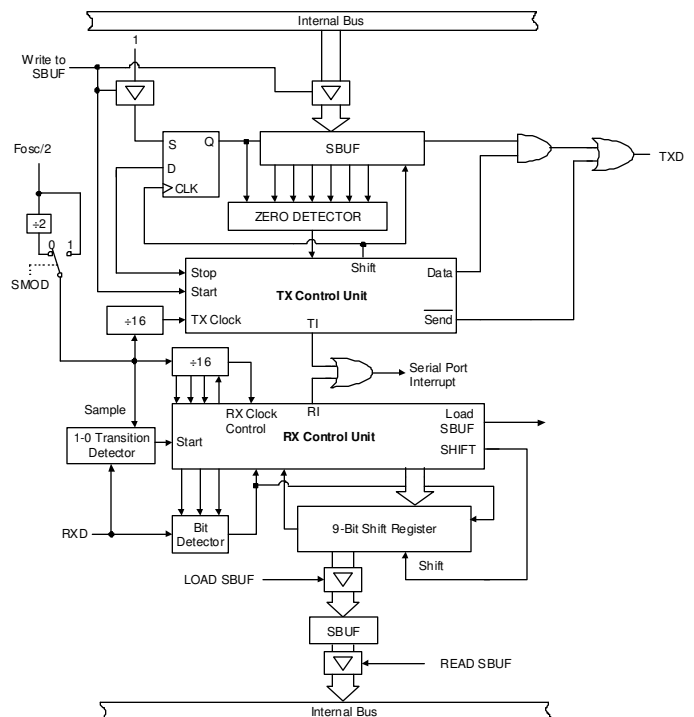 Internal Bus
1
Write to
SBUF
S
Q
D
CLK
SBUF
TXD
Fosc/2
÷2
0 1
SMOD
ZERO DETECTOR
Shift
Stop
Start
TX Control Unit
Data
TX Clock
Send
TI
÷16
÷16
Serial Port
Interrupt
Sample
RX Clock
Control
RI
Load
SBUF
1-0 Transition
Detector
Start
RX Control Unit
SHIFT
RXD
Bit
Detector
9-Bit Shift Register
Shift
LOAD SBUF
SBUF
READ SBUF
Internal Bus